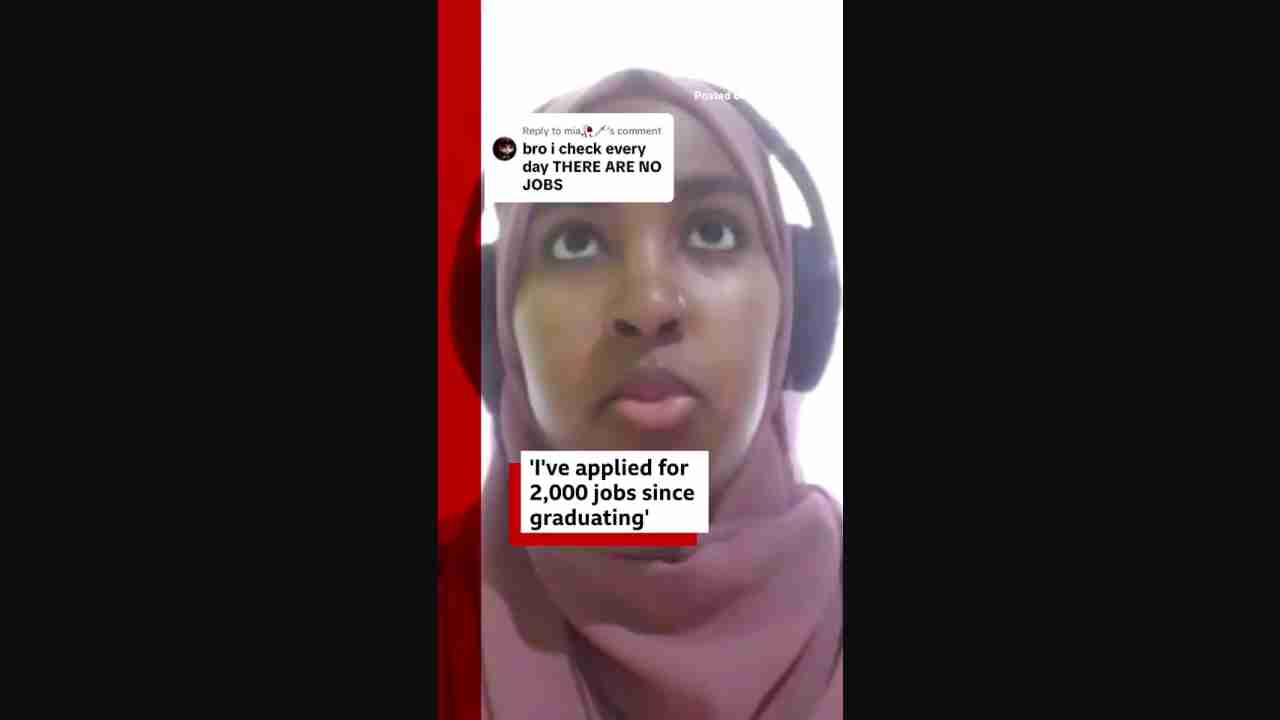 Posted
Reply to mia🥀🗡's comment
bro i check every
day THERE ARE NO
JOBS
'I've applied for
2,000 jobs since
graduating'